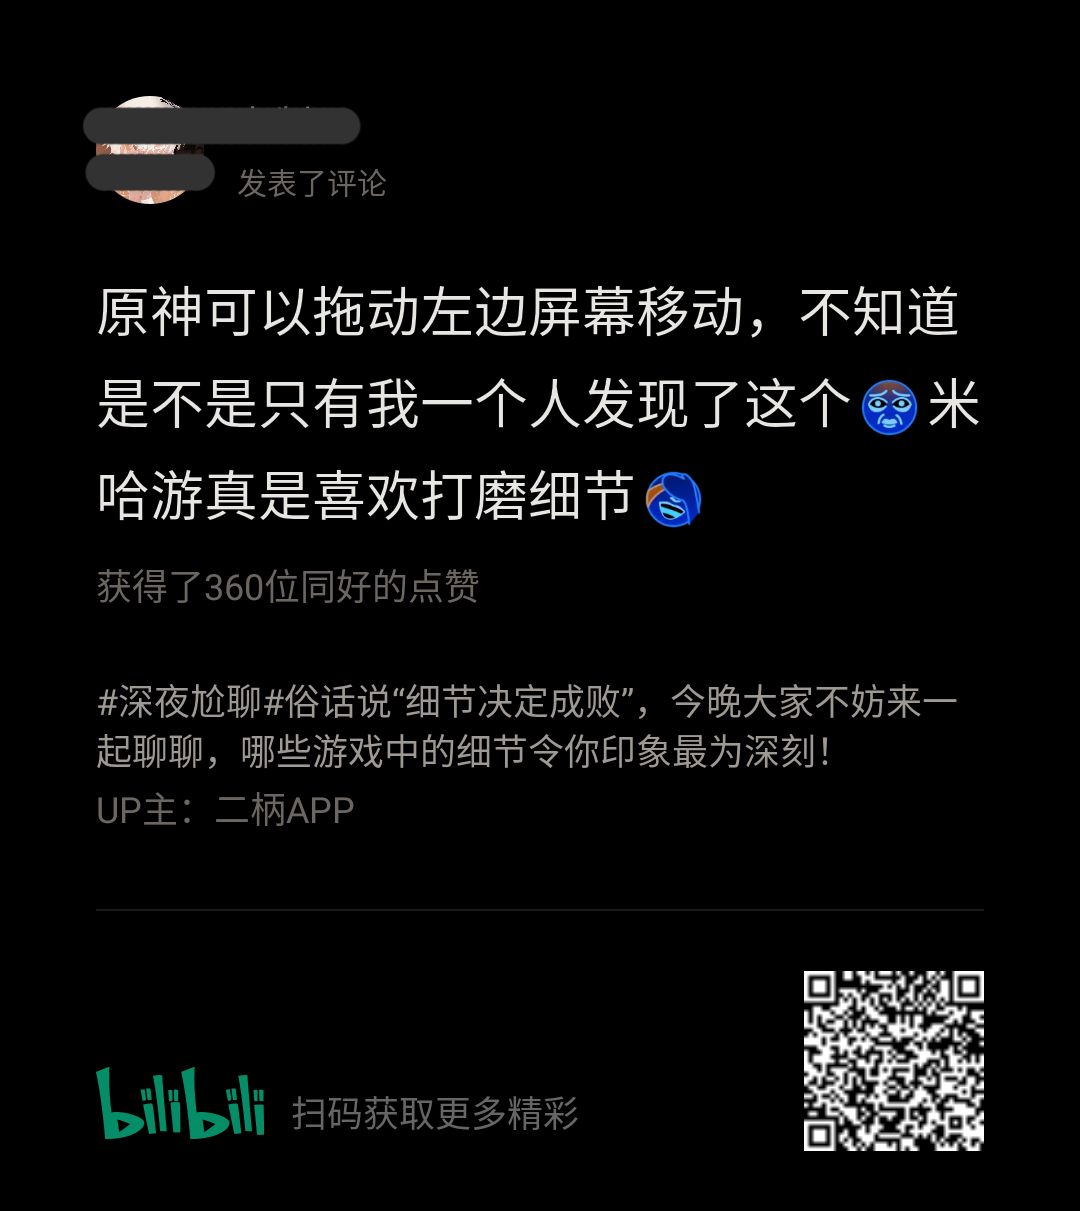 发表了评论
原神可以拖动左边屏幕移动，不知道
是不是只有我一个人发现了这个米
哈游真是喜欢打磨细节
获得了360位同好的点赞
#深夜尬聊#俗话说“细节决定成败”，今晚大家不妨来一
起聊聊，哪些游戏中的细节令你印象最为深刻！
UP主：二柄APP
bilibili 扫码获取更多精彩